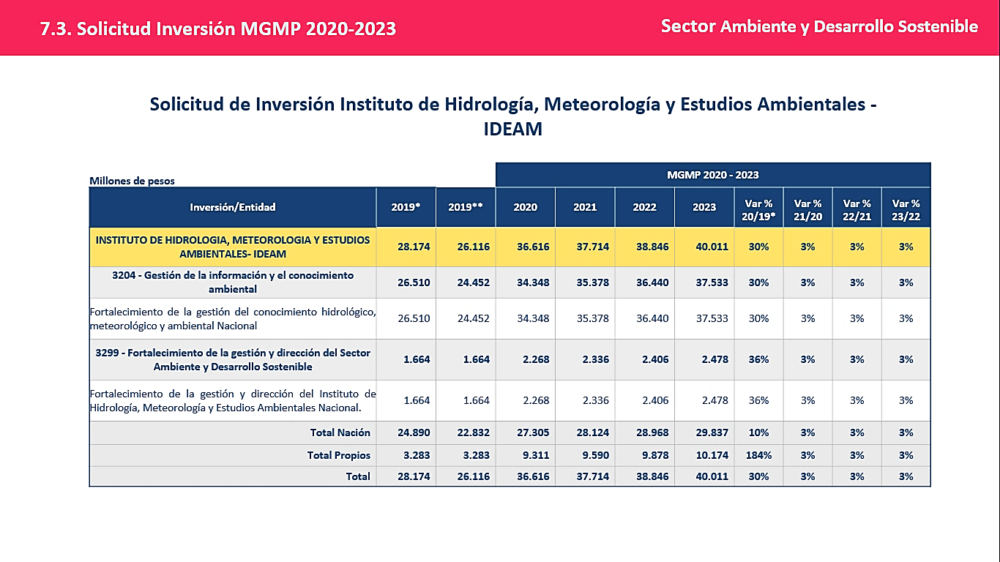 7.3. Solicitud Inversión MGMP 2020-2023
Sector Ambiente y Desarrollo Sostenible
Solicitud de Inversión Instituto de Hidrología, Meteorología y Estudios Ambientales -
IDEAM
Millones de pesos
MGMP 2020 - 2023
Inversión/Entidad 2019* 2019** 2020 2021 2022 2023 Var % 20/19* Var % 21/20 Var % 22/21 Var % 23/22
INSTITUTO DE HIDROLOGIA, METEOROLOGIA Y ESTUDIOS
AMBIENTALES- IDEAM 28.174 26.116 36.616 37.714 38.846 40.011 30% 3% 3% 3%
3204 - Gestión de la información y el conocimiento
ambiental 26.510 24.452 34.348 35.378 36.440 37.533 30% 3% 3% 3%
Fortalecimiento de la gestión del conocimiento hidrológico,
meteorológico y ambiental Nacional 26.510 24.452 34.348 35.378 36.440 37.533 30% 3% 3% 3%
3299 - Fortalecimiento de la gestión y dirección del Sector
Ambiente y Desarrollo Sostenible 1.664 1.664 2.268 2.336 2.406 2.478 36% 3% 3% 3%
Fortalecimiento de la gestión y dirección del Instituto de
Hidrología, Meteorología y Estudios Ambientales Nacional. 1.664 1.664 2.268 2.336 2.406 2.478 36% 3% 3% 3%
Total Nación 24.890 22.832 27.305 28.124 28.968 29.837 10% 3% 3% 3%
Total Propios 3.283 3.283 9.311 9.590 9.878 10.174 184% 3% 3% 3%
Total 28.174 26.116 36.616 37.714 38.846 40.011 30% 3% 3% 3%